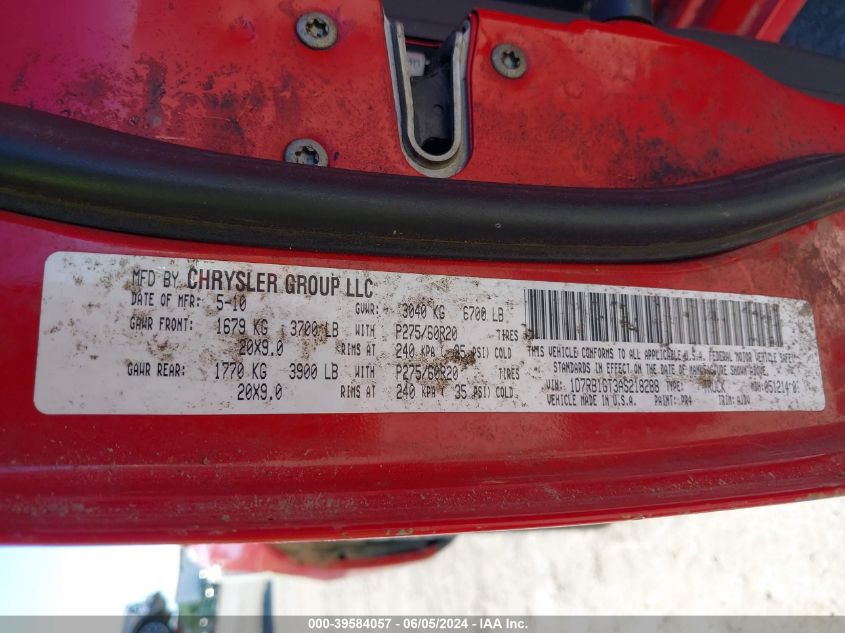 MFD BY CHRYSLER GROUP LLC
DATE OF MFR: 5-10 GVWR: 3040 KG 6700 LB
GAWR FRONT: 1679 KG 3700 LB WITH P275/60R20 TIRES
20X9.0 RIMS AT 240 KPA ( 35 PSI) COLD
GAWR REAR: 1770 KG 3900 LB WITH P275/60R20 TIRES
20X9.0 RIMS AT 240 KPA ( 35 PSI) COLD
THIS VEHICLE CONFORMS TO ALL APPLICABLE U.S.A. FEDERAL MOTOR VEHICLE SAFETY
STANDARDS IN EFFECT ON THE DATE OF MANUFACTURE SHOWN ABOVE.
VIN: 1D7RB1GT3AS218288 TYPE: TRUCK
VEHICLE MADE IN U.S.A. PAINT: PR4 TRIM:
000-39584057 - 06/05/2024 - IAA Inc.